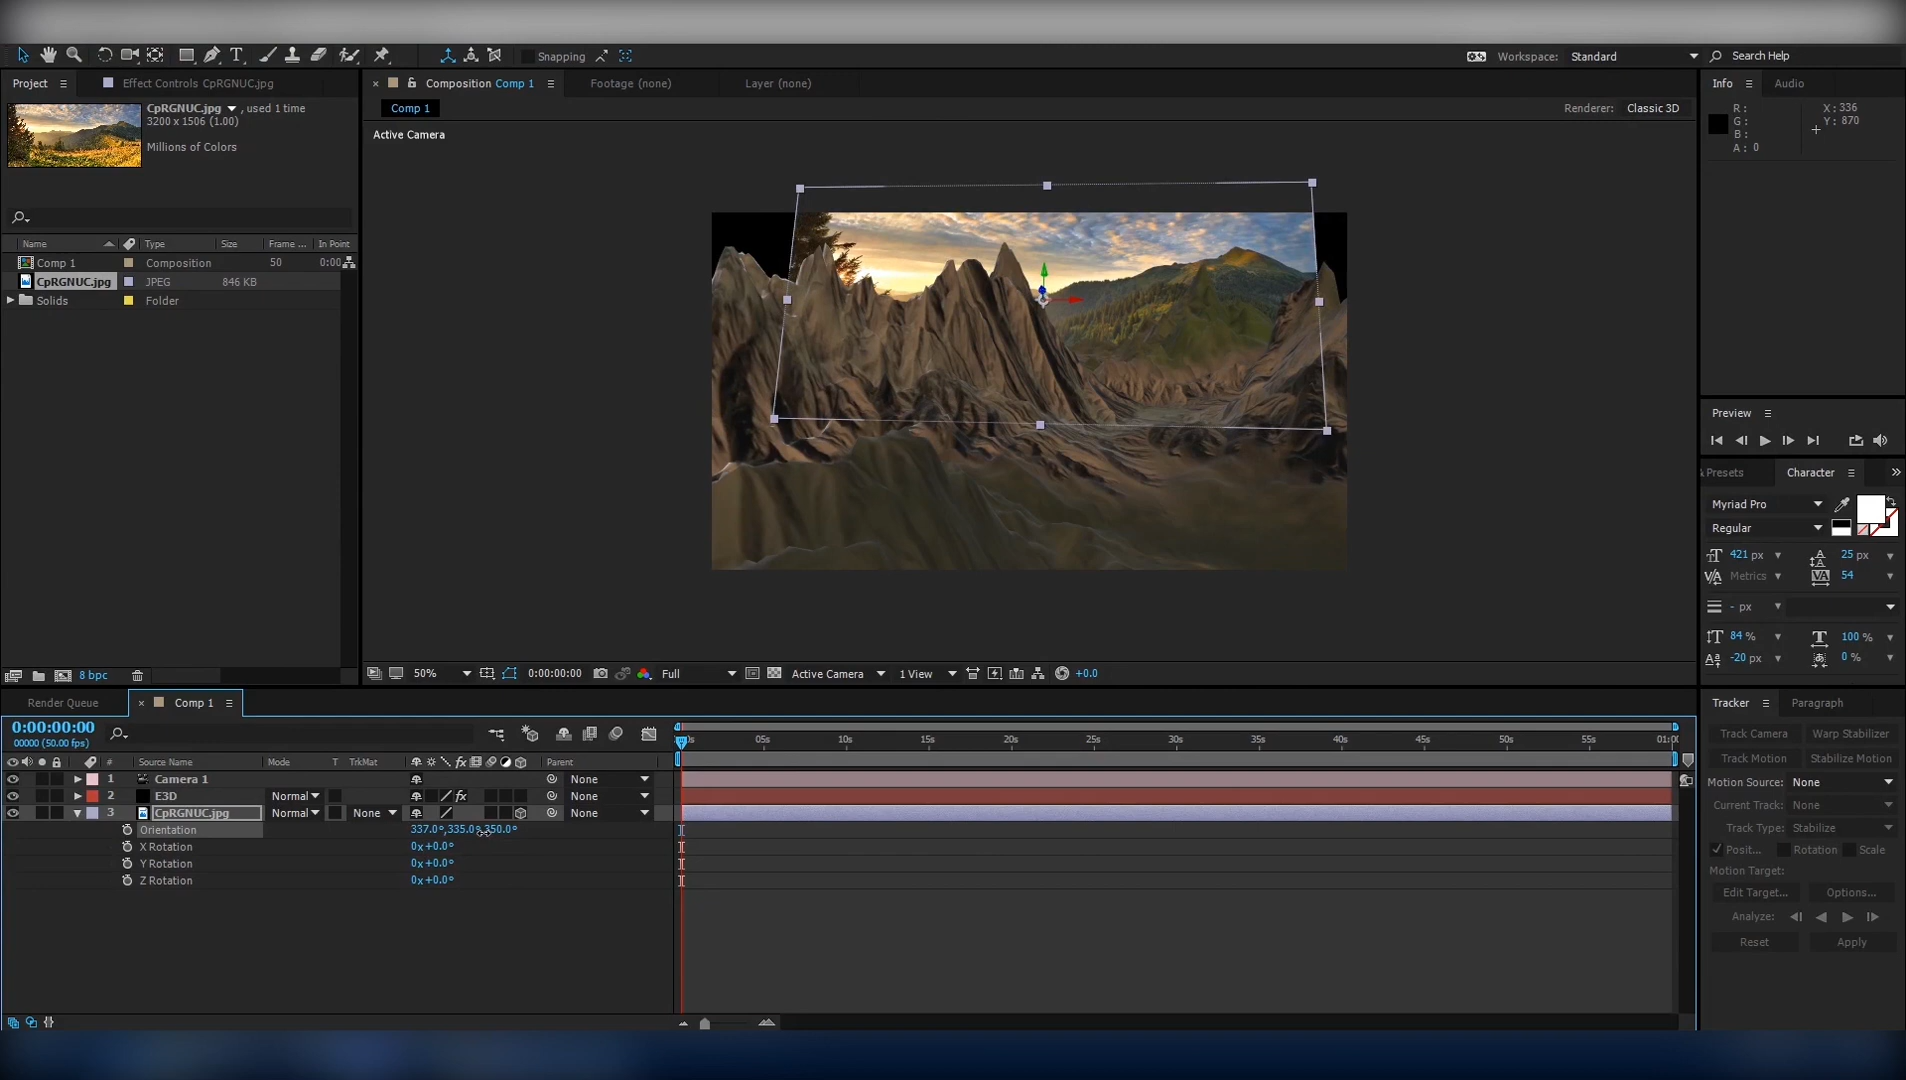 Snapping
Workspace: Standard
Search Help
Project
Effect Controls CpRGNUC.jpg
Composition Comp 1
Footage (none)
Layer (none)
Info
Audio
CpRGNUC.jpg , used 1 time
3200 x 1506 (1.00)
Millions of Colors
Comp 1
Renderer: Classic 3D
Active Camera
R :
G :
B :
A : 0
X : 336
Y : 870
Name Type Size Frame ... In Point
Comp 1 Composition 50 0:00
CpRGNUC.jpg JPEG 846 KB
Solids Folder
Preview
& Presets Character
Myriad Pro
Regular
421 px 25 px
Metrics 54
- px
84 % 100 %
-20 px 0 %
8 bpc
50% 0:00:00:00 Full Active Camera 1 View +0.0
Render Queue Comp 1
0:00:00:00
00000 (50.00 fps)
05s 10s 15s 20s 25s 30s 35s 40s 45s 50s 55s 01:00
# Source Name Mode T TrkMat Parent
1 Camera 1 None
2 E3D Normal None
3 CpRGNUC.jpg Normal None None
Orientation 337.0°,335.0°,350.0°
X Rotation 0x+0.0°
Y Rotation 0x+0.0°
Z Rotation 0x+0.0°
Tracker Paragraph
Track Camera Warp Stabilizer
Track Motion Stabilize Motion
Motion Source: None
Current Track: None
Track Type: Stabilize
Posit... Rotation Scale
Motion Target:
Edit Target... Options...
Analyze:
Reset Apply